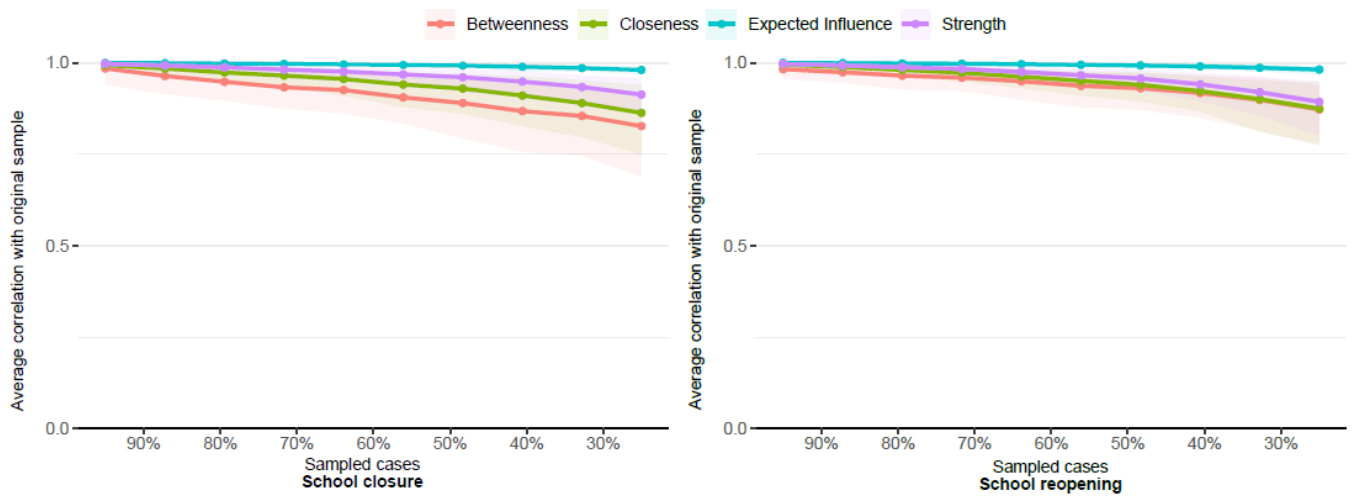 Betweenness Closeness Expected Influence Strength
Average correlation with original sample
1.0
0.5
0.0
90% 80% 70% 60% 50% 40% 30%
Sampled cases
School closure
Average correlation with original sample
1.0
0.5
0.0
90% 80% 70% 60% 50% 40% 30%
Sampled cases
School reopening